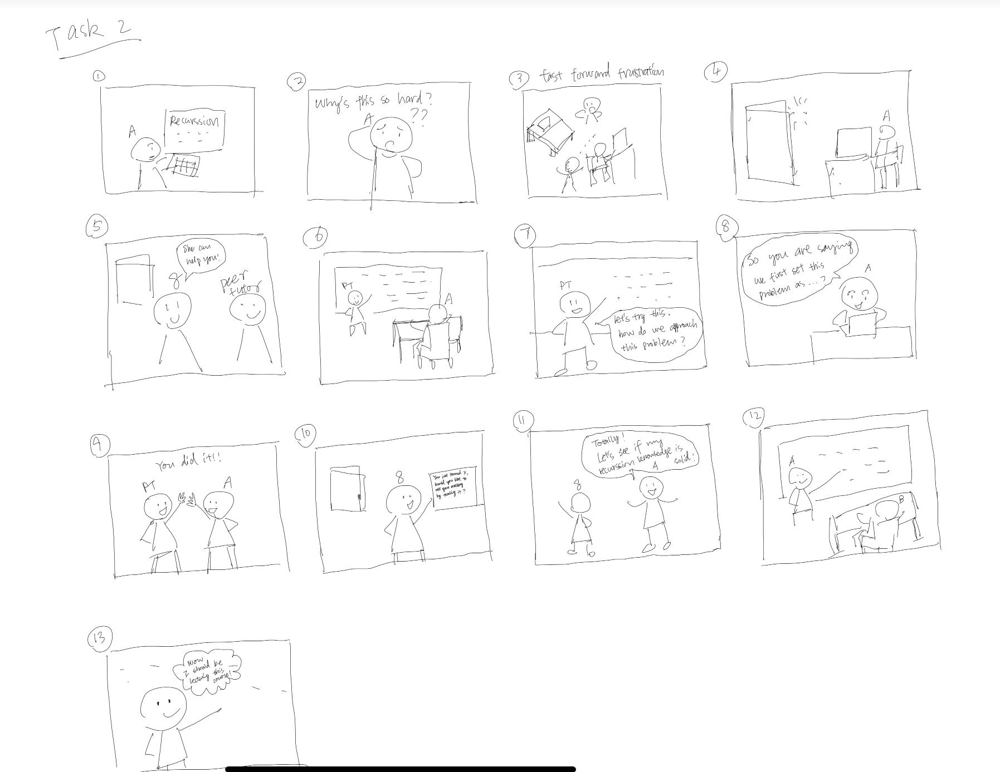 Task 2
1
A
Recurssion
2
Why's this so hard?
A
??
3
fast forward frustration
4
A
5
She can
help you!
8
peer
tutor
6
PT
A
7
PT
Let's try this.
how do we approach
this problem?
8
So you are saying
we first set this
problem as....?
A
9
You did it!!
PT
A
10
8
You just learned X,
would you like to
test your mastery
by teaching it?
11
Totally!
Let's see if my
recurssion knowledge is
solid!
A
8
12
A
B
13
wow
I should be
lecturing this
course!